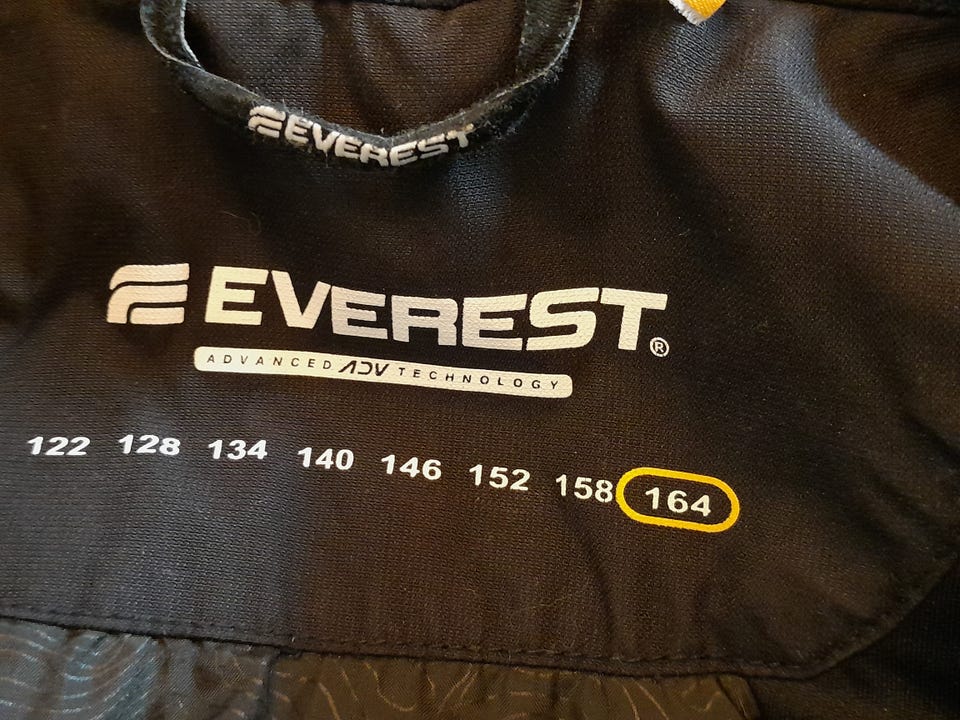 EVEREST
EVEREST®
ADVANCED ADV TECHNOLOGY
122 128 134 140 146 152 158 164